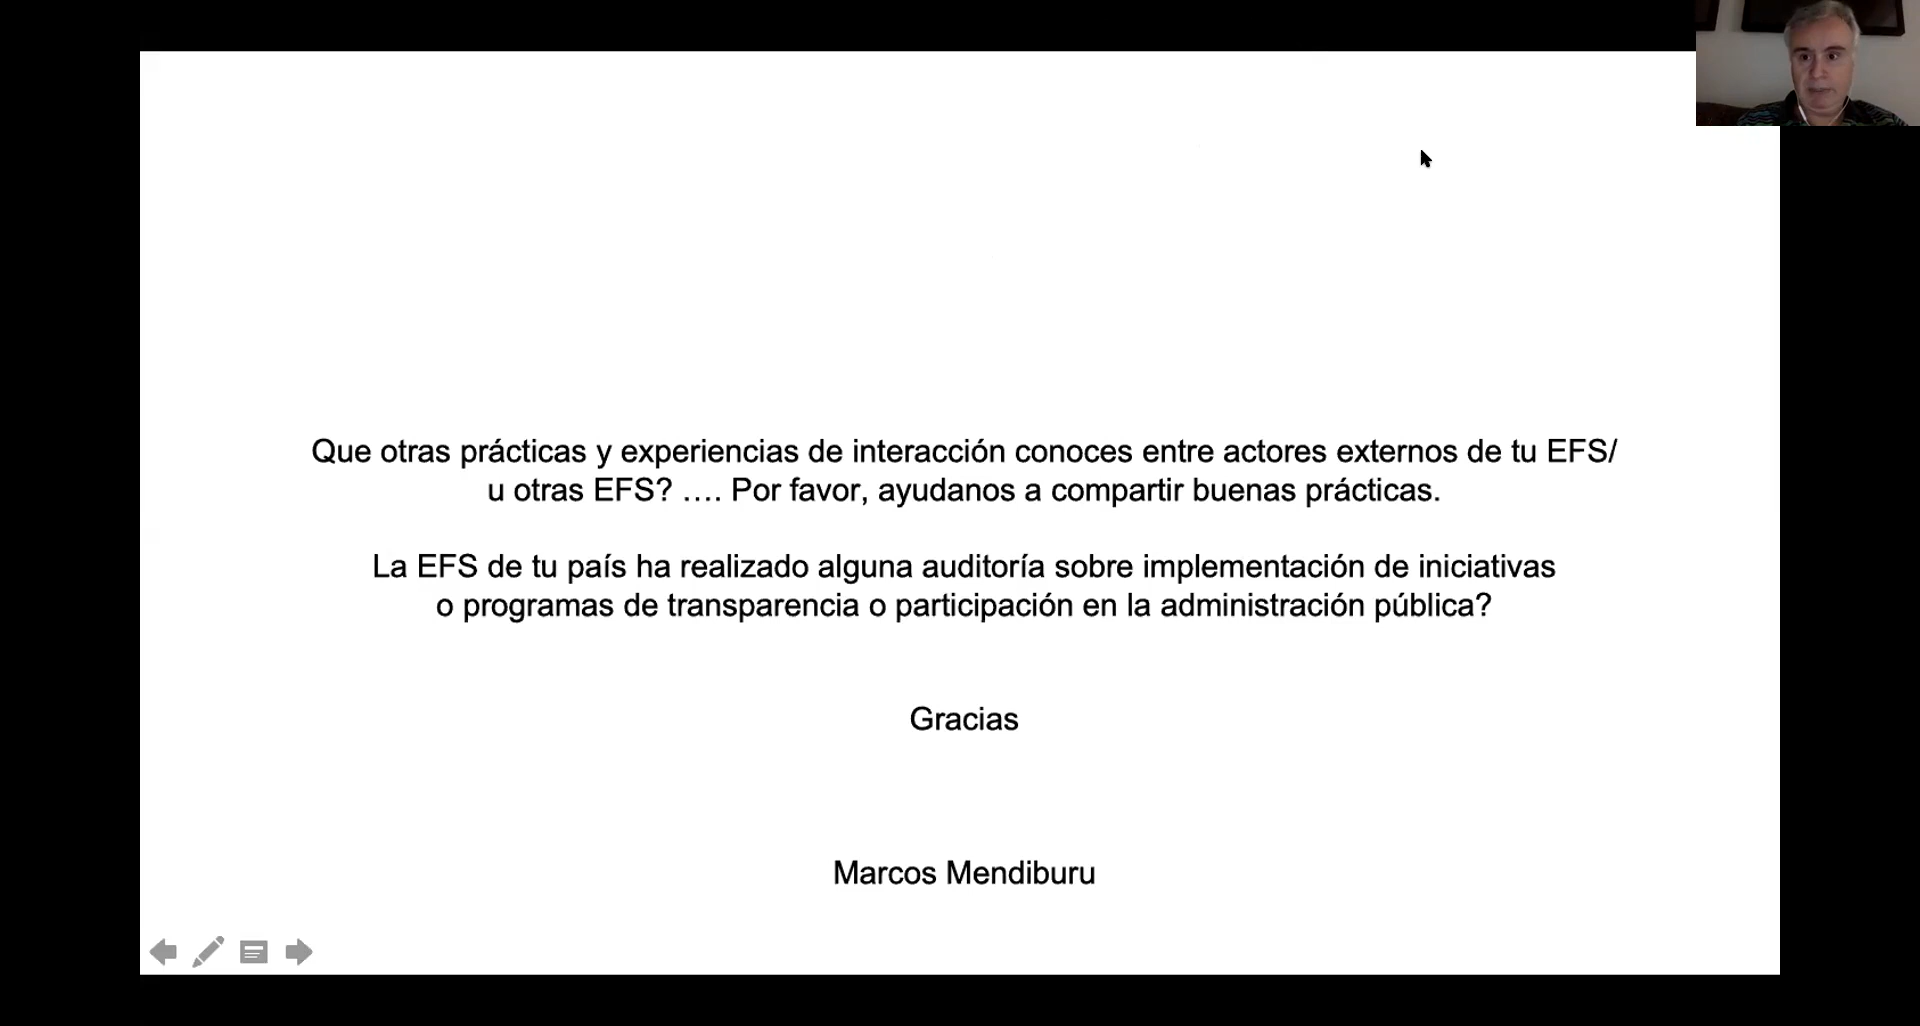 Que otras prácticas y experiencias de interacción conoces entre actores externos de tu EFS/
u otras EFS? .... Por favor, ayudanos a compartir buenas prácticas.
La EFS de tu país ha realizado alguna auditoría sobre implementación de iniciativas
o programas de transparencia o participación en la administración pública?
Gracias
Marcos Mendiburu